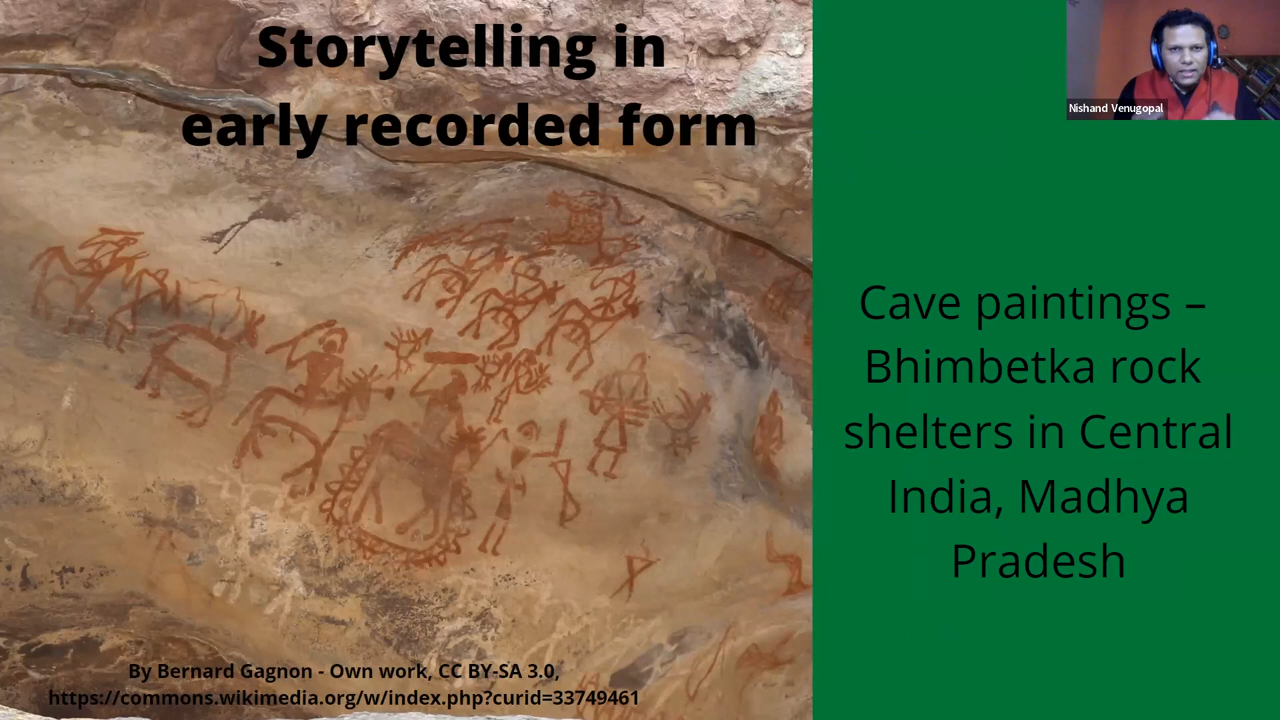 Storytelling in
early recorded form
Nishand Venugopal
Cave paintings –
Bhimbetka rock
shelters in Central
India, Madhya
Pradesh
By Bernard Gagnon - Own work, CC BY-SA 3.0,
https://commons.wikimedia.org/w/index.php?curid=33749461